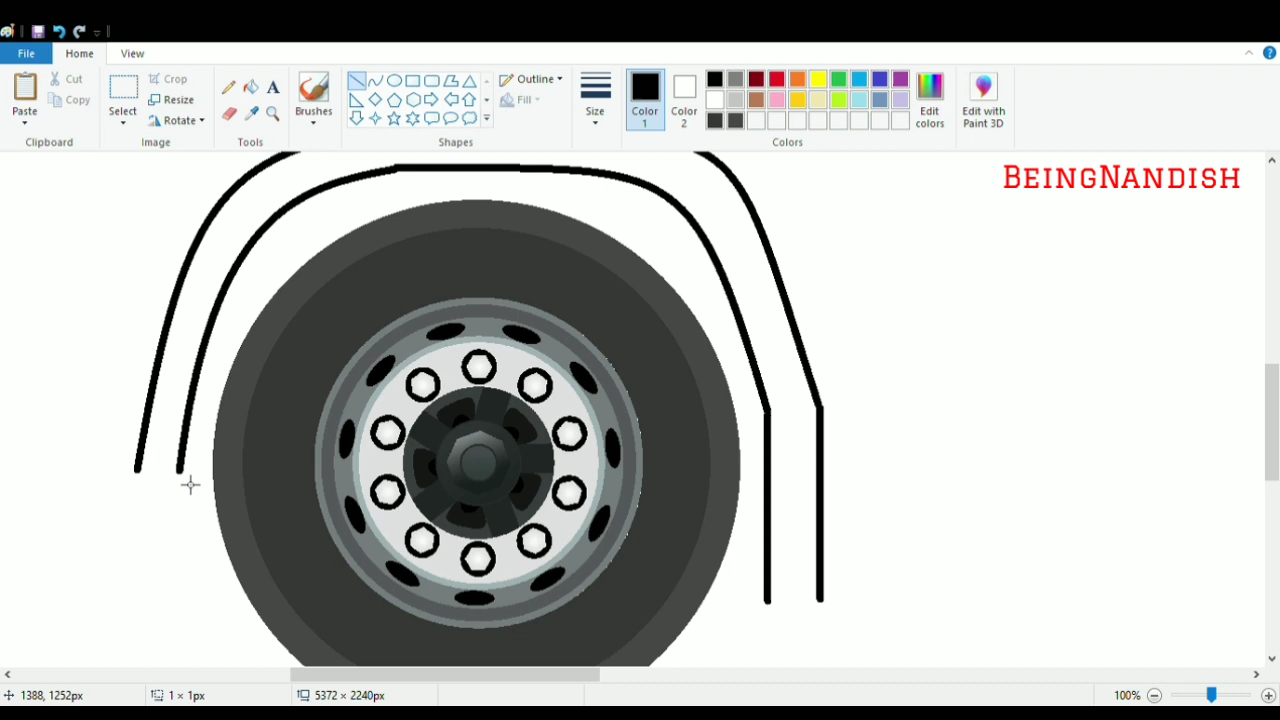 File Home View
Paste
Cut
Copy
Clipboard
Select
Crop
Resize
Rotate
Image
A
Tools
Brushes
Shapes
Outline
Fill
Size
Color 1
Color 2
Edit colors
Colors
Edit with Paint 3D
BeingNandish
1388, 1252px
1 × 1px
5372 × 2240px
100%